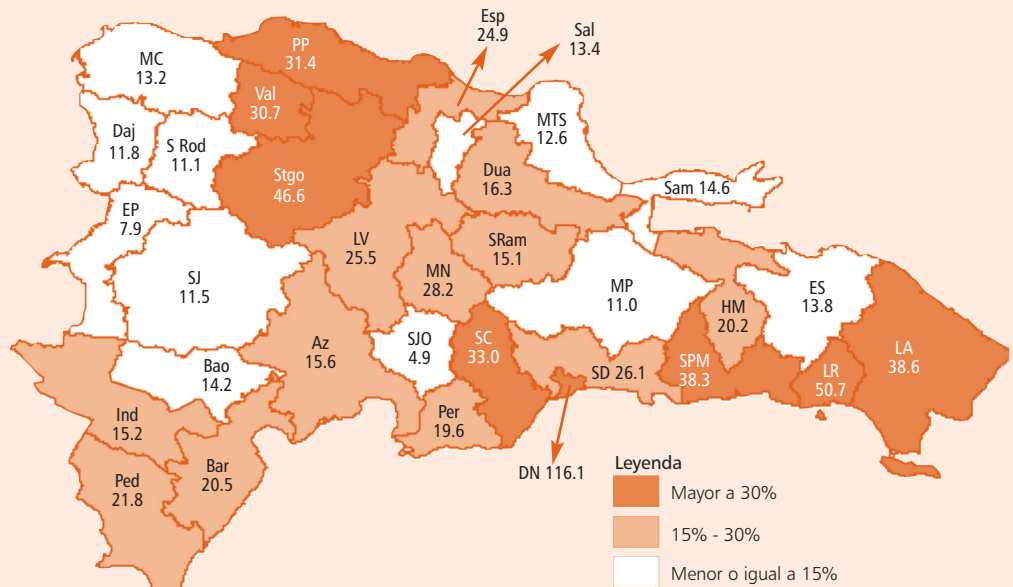 Esp
24.9
Sal
13.4
PP
31.4
MC
13.2
Val
30.7
MTS
12.6
Daj
11.8
S Rod
11.1
Stgo
46.6
Dua
16.3
Sam 14.6
EP
7.9
LV
25.5
SRam
15.1
SJ
11.5
MN
28.2
MP
11.0
ES
13.8
HM
20.2
Az
15.6
SJO
4.9
SC
33.0
LA
38.6
Bao
14.2
SD 26.1
SPM
38.3
LR
50.7
Ind
15.2
Per
19.6
Bar
20.5
Ped
21.8
DN 116.1
Leyenda
Mayor a 30%
15% - 30%
Menor o igual a 15%